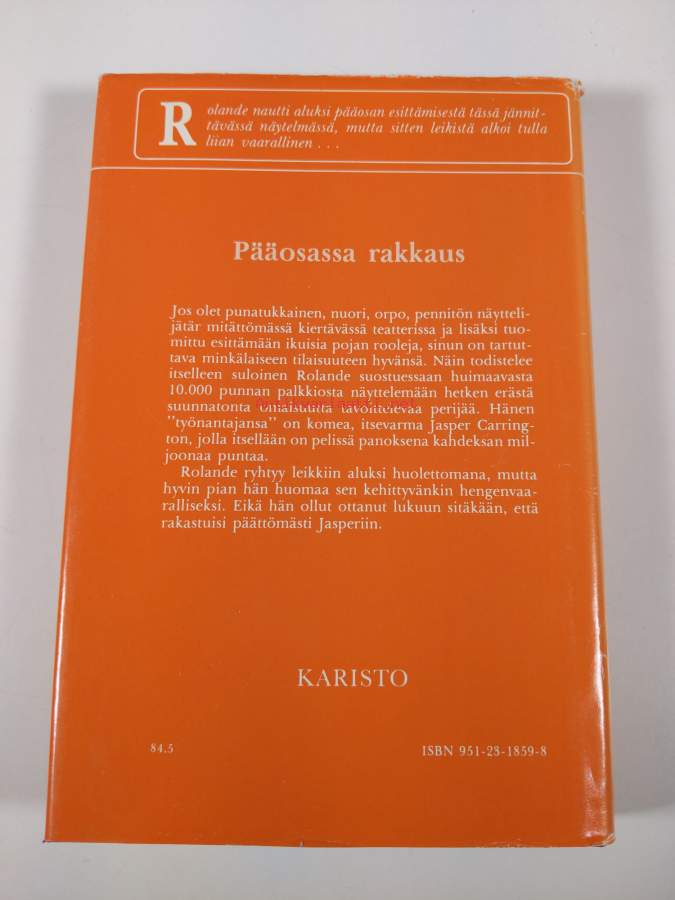 Rolande nautti aluksi pääosan esittämisestä tässä jännit-
tävässä näytelmässä, mutta sitten leikistä alkoi tulla
liian vaarallinen . . .
Pääosassa rakkaus
Jos olet punatukkainen, nuori, orpo, pennitön näytteli-
jätär mitättömässä kiertävässä teatterissa ja lisäksi tuo-
mittu esittämään ikuisia pojan rooleja, sinun on tartut-
tava minkälaiseen tilaisuuteen hyvänsä. Näin todistelee
itselleen suloinen Rolande suostuessaan huimaavasta
10.000 punnan palkkiosta näyttelemään hetken erästä
suunnatonta omaisuutta tavoittelevaa perijää. Hänen
"työnantajansa" on komea, itsevarma Jasper Carring-
ton, jolla itsellään on pelissä panoksena kahdeksan mil-
joonaa puntaa.
Rolande ryhtyy leikkiin aluksi huolettomana, mutta
hyvin pian hän huomaa sen kehittyvänkin hengenvaa-
ralliseksi. Eikä hän ollut ottanut lukuun sitäkään, että
rakastuisi päättömästi Jasperiin.
KARISTO
84.5
ISBN 951-23-1859-8